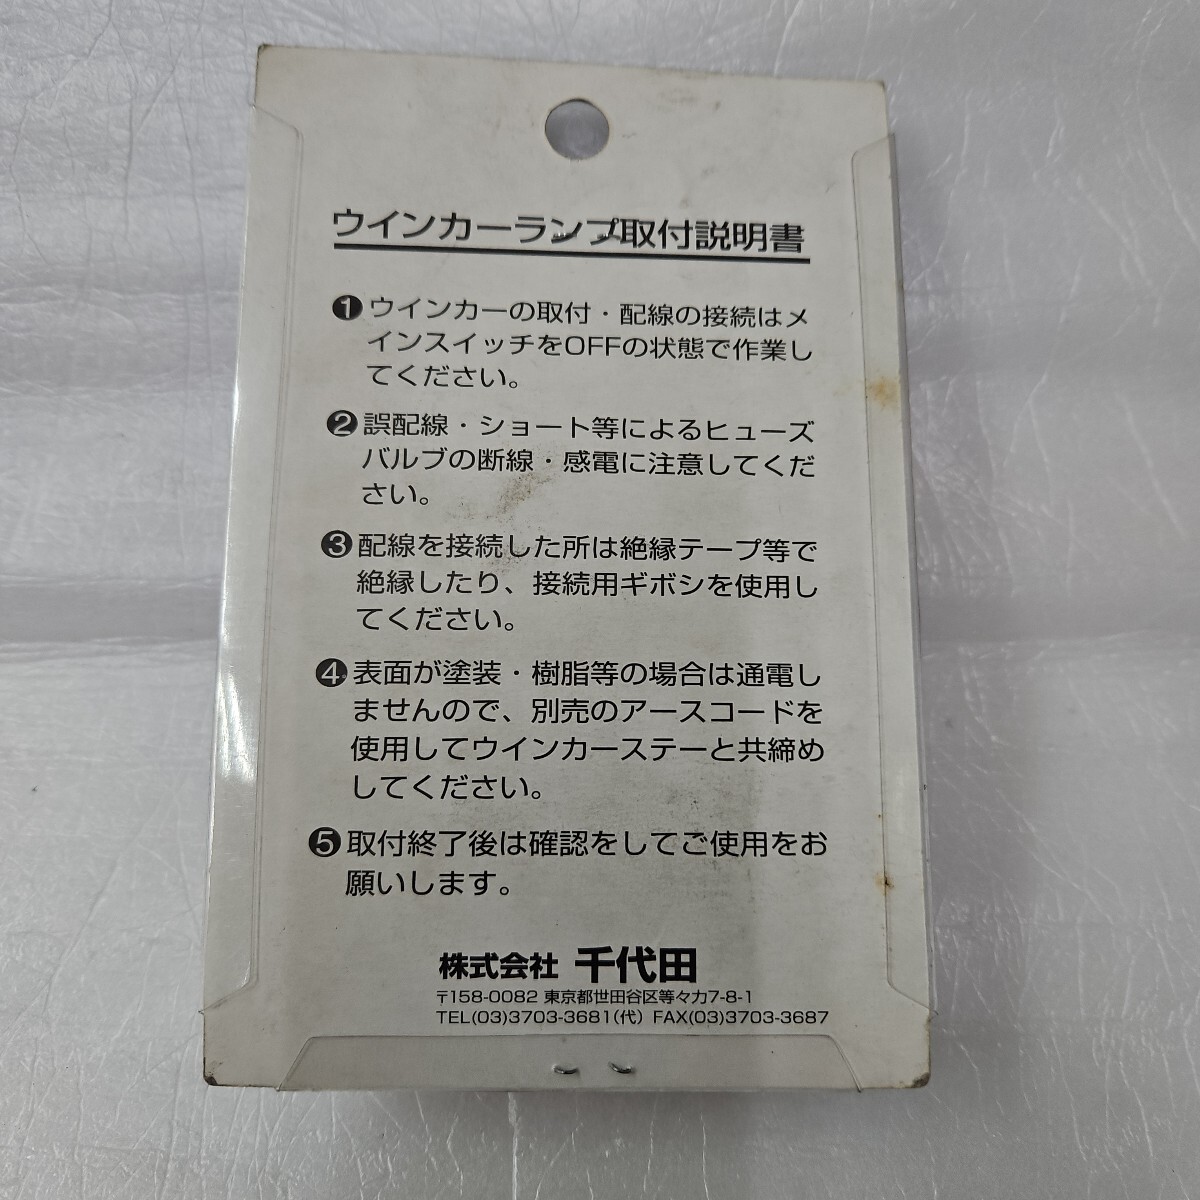 ウインカーランプ取付説明書
❶ウインカーの取付・配線の接続はメ
インスイッチをOFFの状態で作業し
てください。
❷誤配線・ショート等によるヒューズ
バルブの断線・感電に注意してくだ
さい。
❸配線を接続した所は絶縁テープ等で
絶縁したり、接続用ギボシを使用し
てください。
❹表面が塗装・樹脂等の場合は通電し
ませんので、別売のアースコードを
使用してウインカーステーと共締め
してください。
❺取付終了後は確認をしてご使用をお
願いします。
株式会社 千代田
〒158-0082 東京都世田谷区等々力7-8-1
TEL(03)3703-3681(代) FAX(03)3703-3687